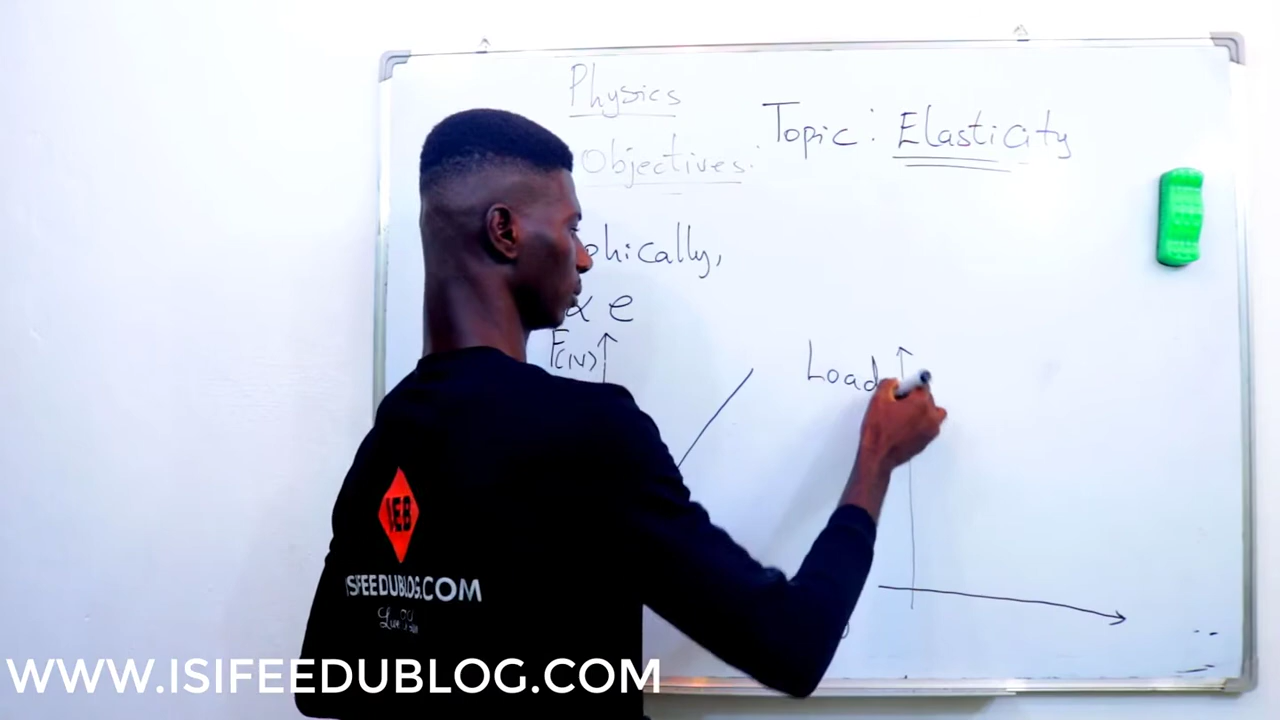 Physics
Topic: Elasticity
Objectives:
phically,
∝ e
F(N)
Load
IEB
ISIFEEDUBLOG.COM
WWW.ISIFEEDUBLOG.COM